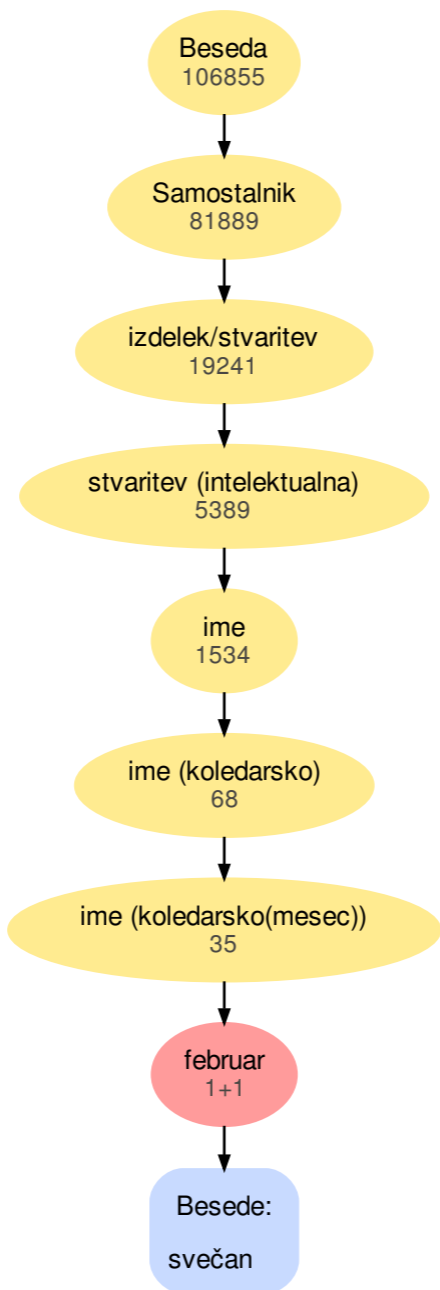 Beseda
106855
Samostalnik
81889
izdelek/stvaritev
19241
stvaritev (intelektualna)
5389
ime
1534
ime (koledarsko)
68
ime (koledarsko(mesec))
35
februar
1+1
Besede:
svečan